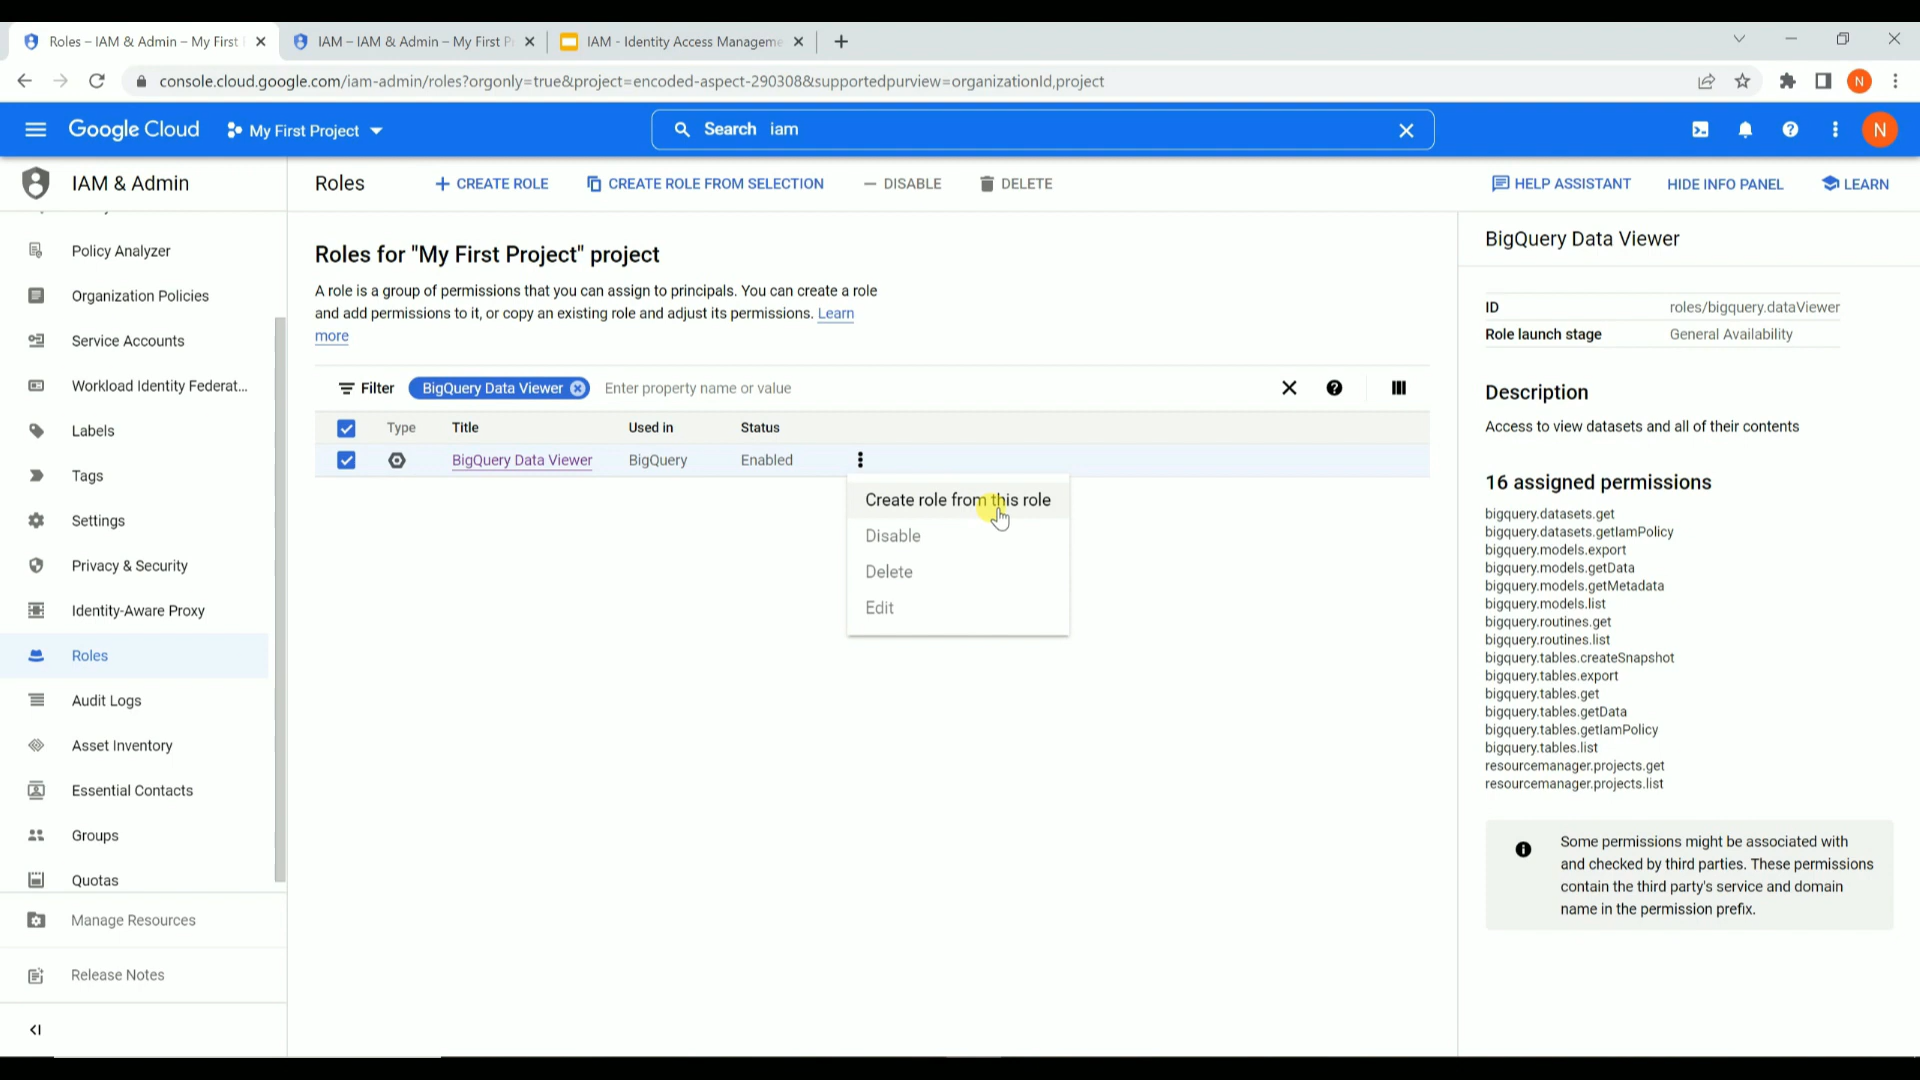 Roles – IAM & Admin – My First
IAM – IAM & Admin – My First P
IAM - Identity Access Manageme
console.cloud.google.com/iam-admin/roles?orgonly=true&project=encoded-aspect-290308&supportedpurview=organizationId,project
N
Google Cloud
My First Project
Search iam
N
IAM & Admin
Roles
CREATE ROLE
CREATE ROLE FROM SELECTION
DISABLE
DELETE
HELP ASSISTANT
HIDE INFO PANEL
LEARN
Policy Analyzer
Organization Policies
Service Accounts
Workload Identity Federat...
Labels
Tags
Settings
Privacy & Security
Identity-Aware Proxy
Roles
Audit Logs
Asset Inventory
Essential Contacts
Groups
Quotas
Manage Resources
Release Notes
Roles for "My First Project" project
A role is a group of permissions that you can assign to principals. You can create a role
and add permissions to it, or copy an existing role and adjust its permissions. Learn
more
Filter BigQuery Data Viewer Enter property name or value
Type Title Used in Status
BigQuery Data Viewer BigQuery Enabled
Create role from this role
Disable
Delete
Edit
BigQuery Data Viewer
ID roles/bigquery.dataViewer
Role launch stage General Availability
Description
Access to view datasets and all of their contents
16 assigned permissions
bigquery.datasets.get
bigquery.datasets.getIamPolicy
bigquery.models.export
bigquery.models.getData
bigquery.models.getMetadata
bigquery.models.list
bigquery.routines.get
bigquery.routines.list
bigquery.tables.createSnapshot
bigquery.tables.export
bigquery.tables.get
bigquery.tables.getData
bigquery.tables.getIamPolicy
bigquery.tables.list
resourcemanager.projects.get
resourcemanager.projects.list
Some permissions might be associated with
and checked by third parties. These permissions
contain the third party's service and domain
name in the permission prefix.